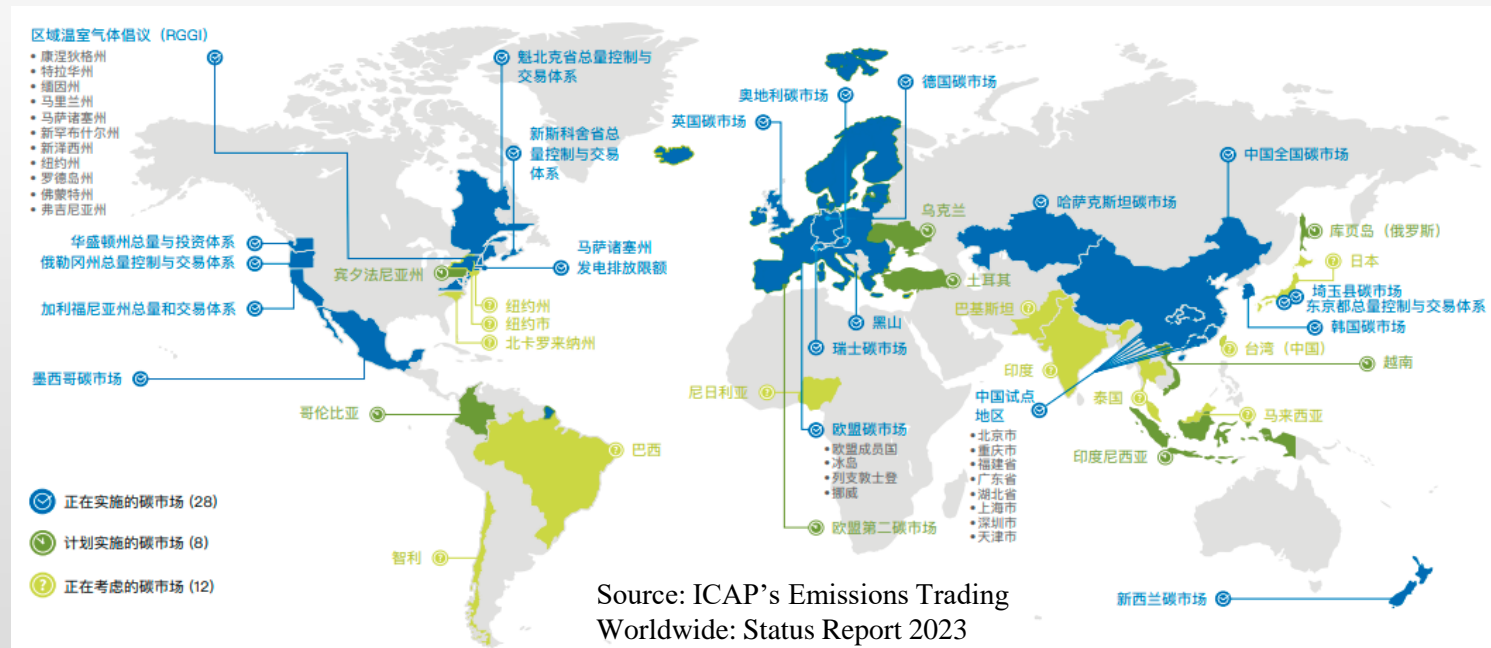 区域温室气体倡议（RGGI）
• 康涅狄格州
• 特拉华州
• 缅因州
• 马里兰州
• 马萨诸塞州
• 新罕布什尔州
• 新泽西州
• 纽约州
• 罗德岛州
• 佛蒙特州
• 弗吉尼亚州
魁北克省总量控制与
交易体系
新斯科舍省总
量控制与交易
体系
华盛顿州总量与投资体系
俄勒冈州总量控制与交易体系
宾夕法尼亚州
马萨诸塞州
发电排放限额
加利福尼亚州总量和交易体系
纽约州
纽约市
北卡罗来纳州
墨西哥碳市场
哥伦比亚
巴西
智利
英国碳市场
奥地利碳市场
德国碳市场
乌克兰
土耳其
黑山
瑞士碳市场
尼日利亚
欧盟碳市场
•欧盟成员国
•冰岛
•列支敦士登
•挪威
欧盟第二碳市场
哈萨克斯坦碳市场
中国全国碳市场
库页岛（俄罗斯）
日本
埼玉县碳市场
东京都总量控制与交易体系
韩国碳市场
台湾（中国）
越南
巴基斯坦
印度
中国试点
地区
•北京市
•重庆市
•福建省
•广东省
•湖北省
•上海市
•深圳市
•天津市
泰国
马来西亚
印度尼西亚
新西兰碳市场
正在实施的碳市场 (28)
计划实施的碳市场 (8)
正在考虑的碳市场 (12)
Source: ICAP's Emissions Trading
Worldwide: Status Report 2023